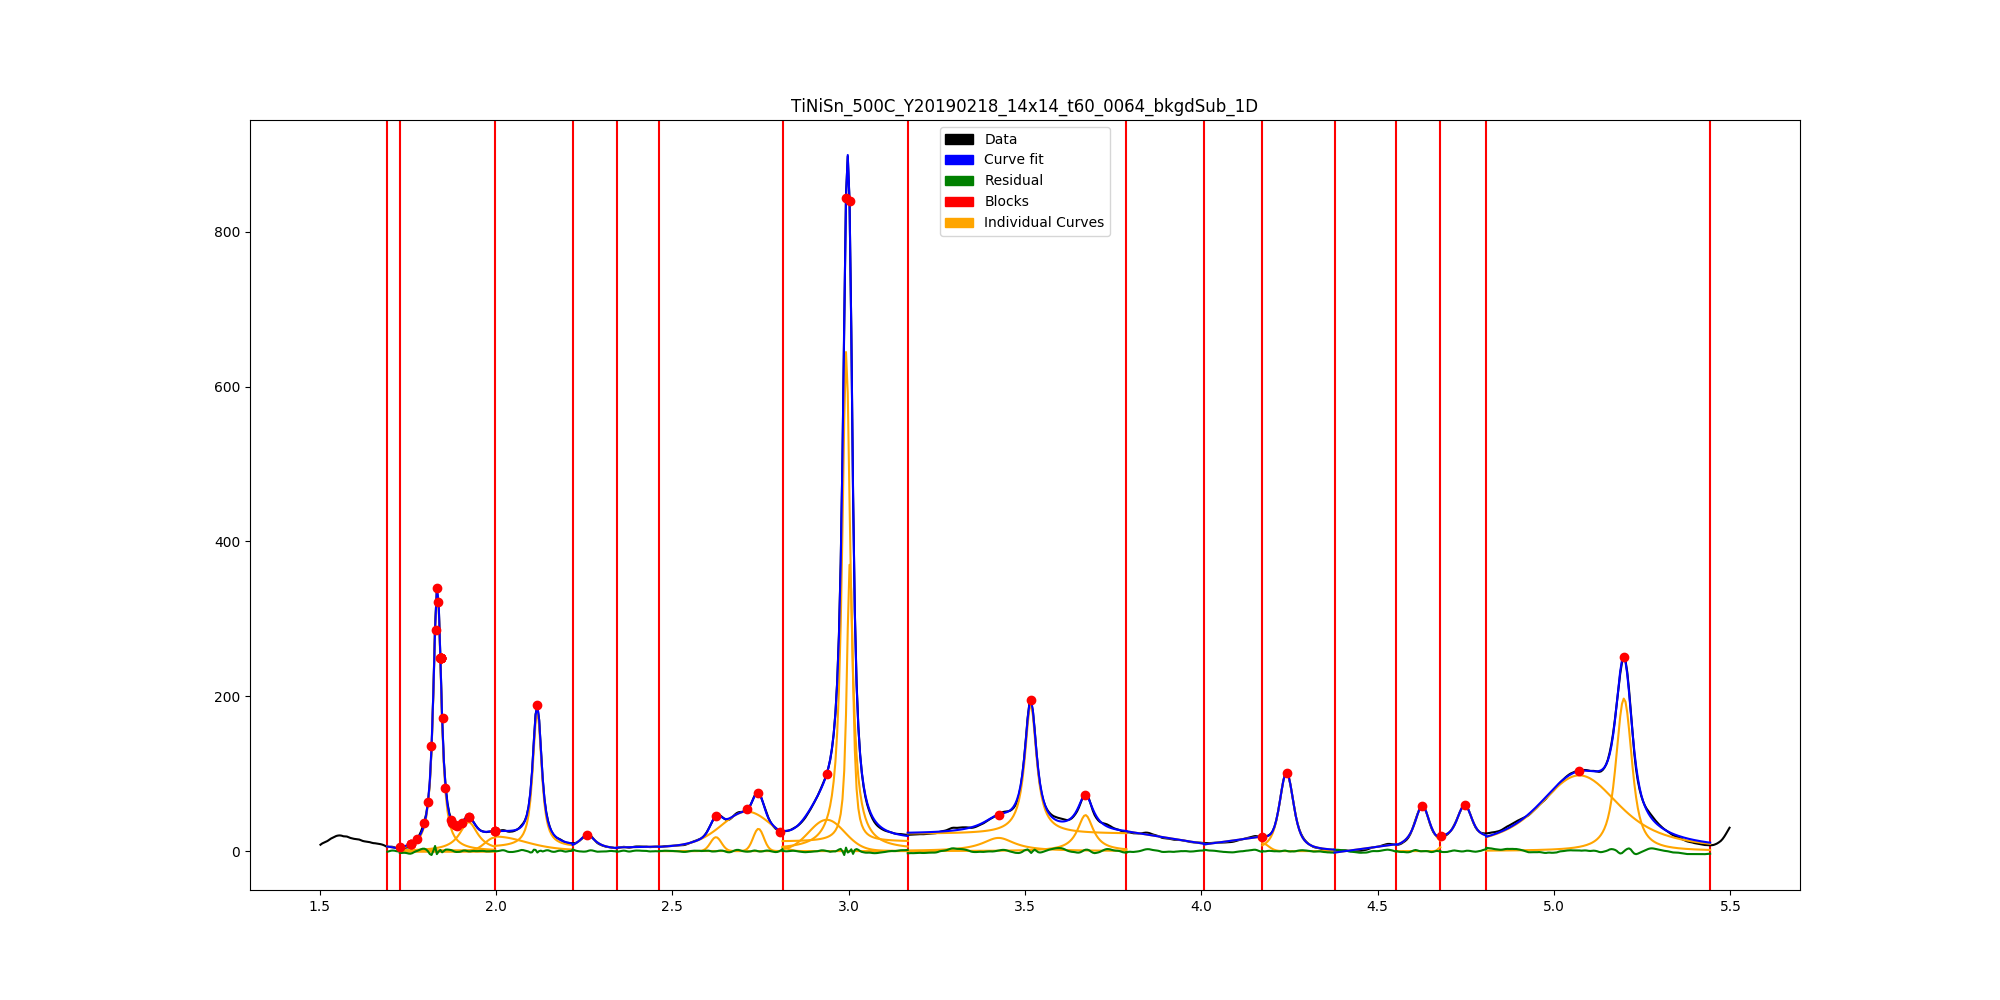 TiNiSn_500C_Y20190218_14x14_t60_0064_bkgdSub_1D
Data
Curve fit
Residual
Blocks
Individual Curves
800
600
400
200
0
1.5 2.0 2.5 3.0 3.5 4.0 4.5 5.0 5.5